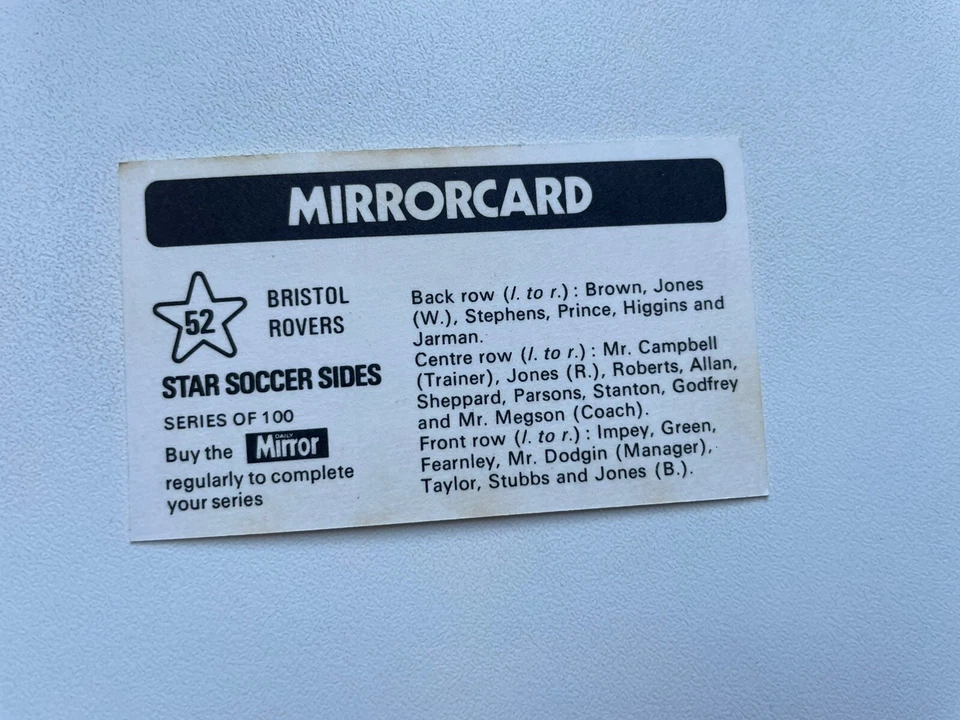 MIRRORCARD
52
BRISTOL
ROVERS
STAR SOCCER SIDES
SERIES OF 100
Buy the DAILY Mirror
regularly to complete
your series
Back row (l. to r.) : Brown, Jones
(W.), Stephens, Prince, Higgins and
Jarman.
Centre row (l. to r.) : Mr. Campbell
(Trainer), Jones (R.), Roberts, Allan,
Sheppard, Parsons, Stanton, Godfrey
and Mr. Megson (Coach).
Front row (l. to r.) : Impey, Green,
Fearnley, Mr. Dodgin (Manager),
Taylor, Stubbs and Jones (B.).